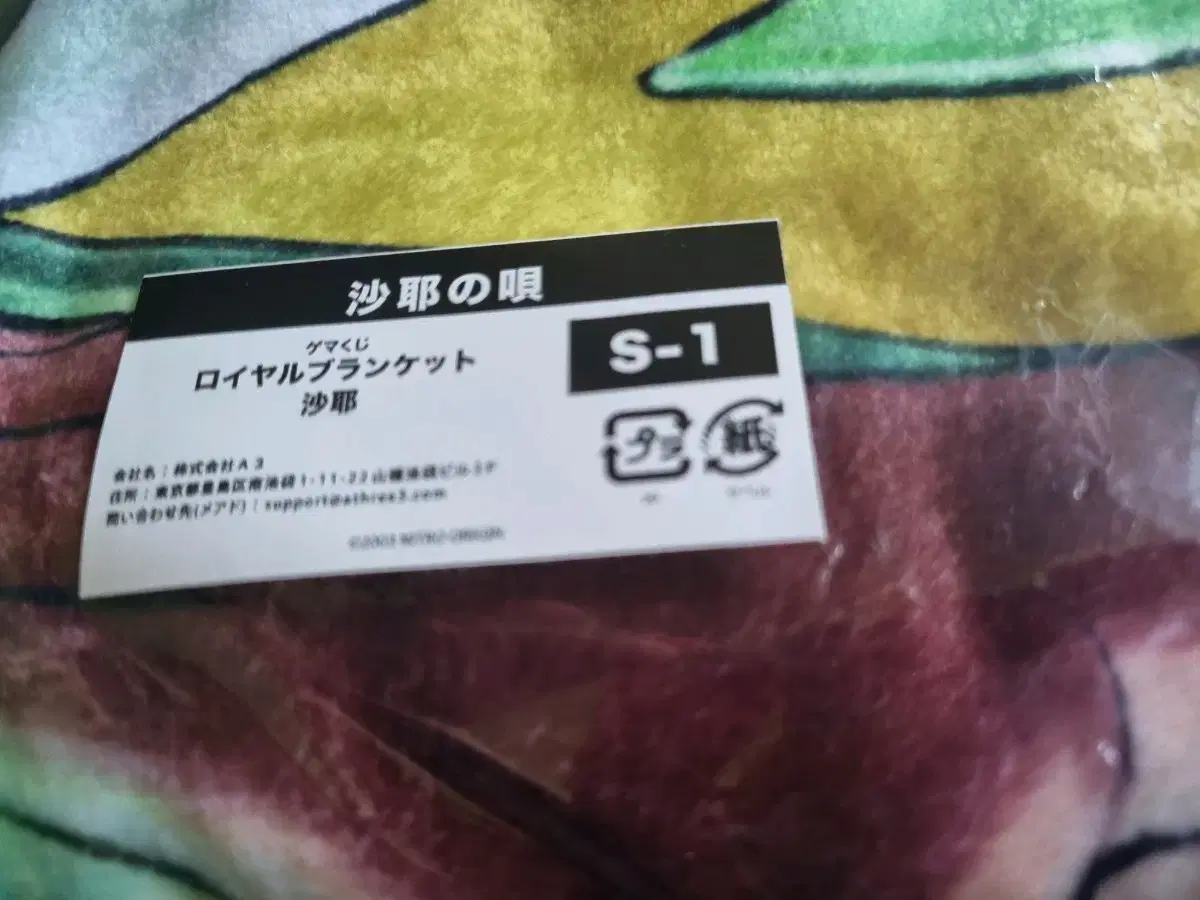 沙耶の唄
ゲマくじ
ロイヤルブランケット
沙耶
S-1
プラ
紙
会社名：株式会社A3
住所：東京都豊島区南池袋1-11-22山種池袋ビル
問い合わせ先(メアド)：support@athree3.com